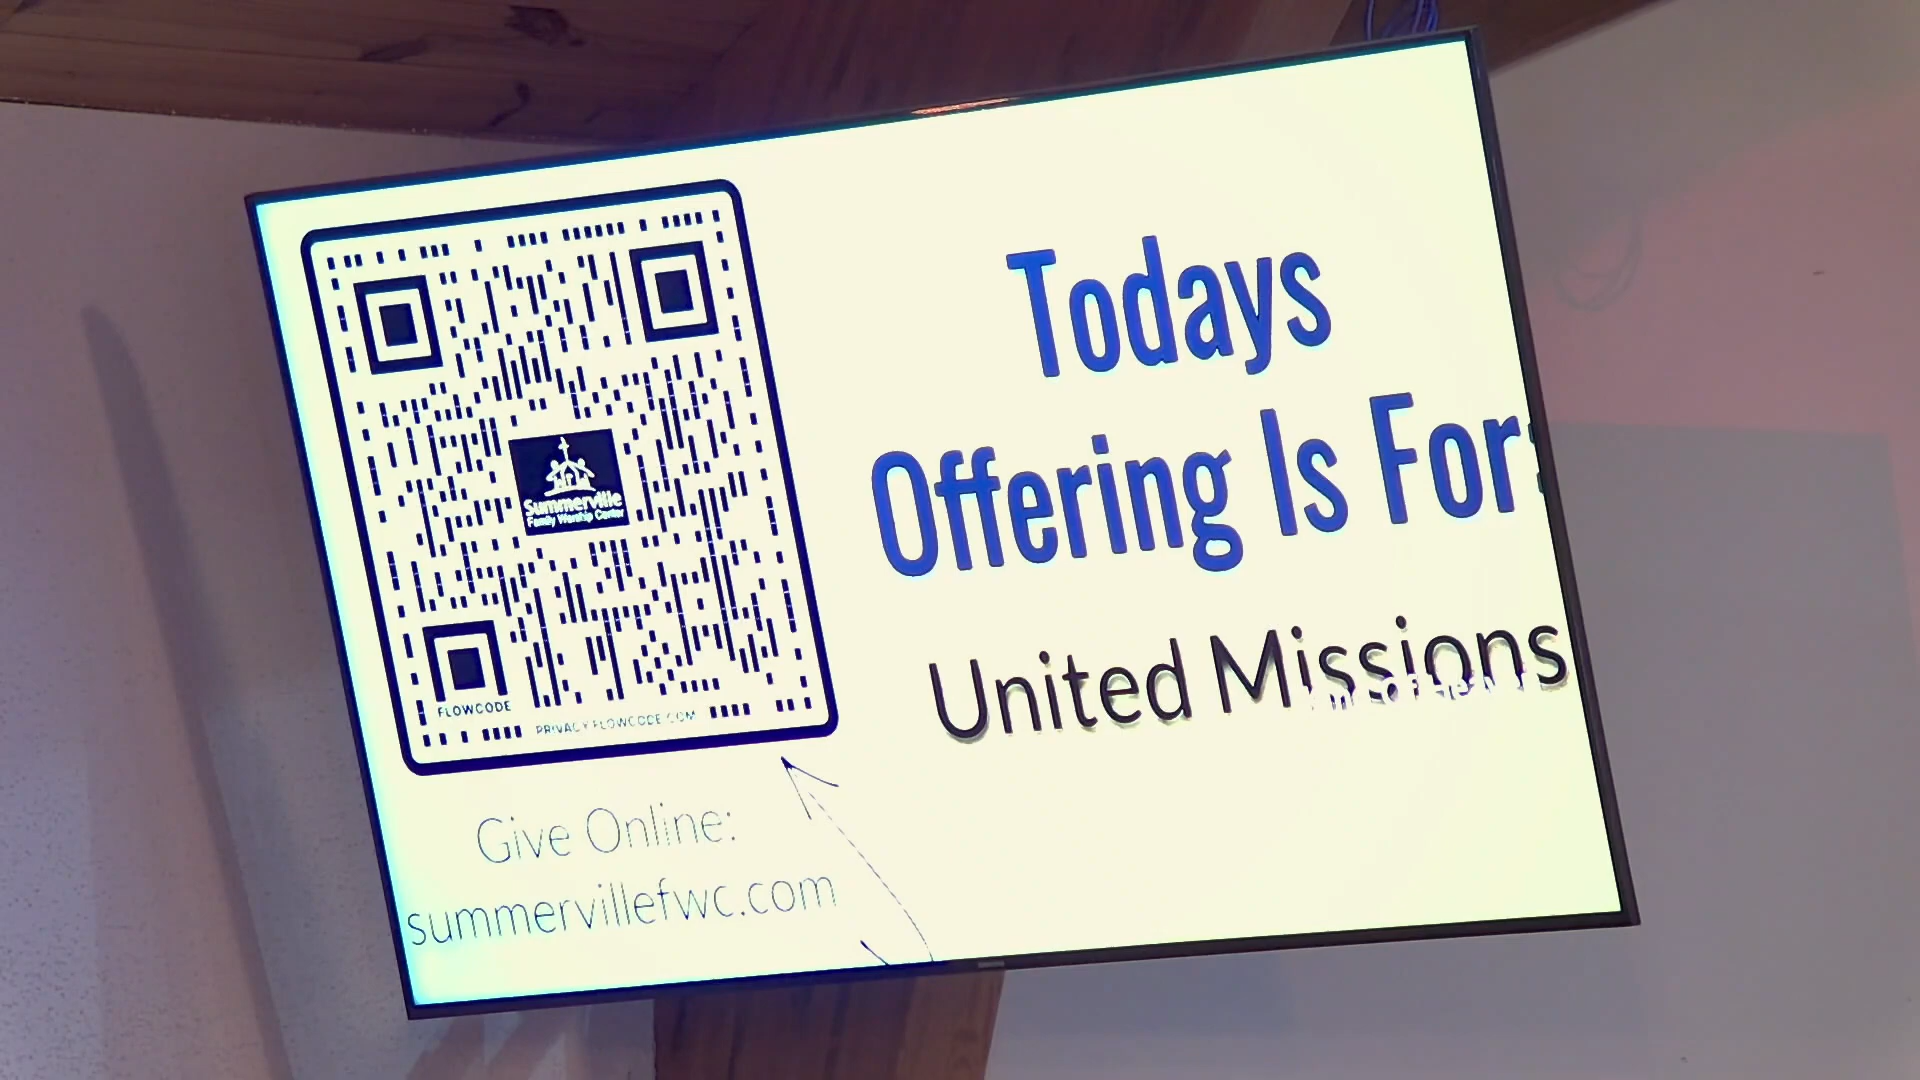 Summerville
Family Worship Center
FLOWCODE
PRIVACY.FLOWCODE.COM
Give Online:
summervillefwc.com
Todays
Offering Is For:
United Missions